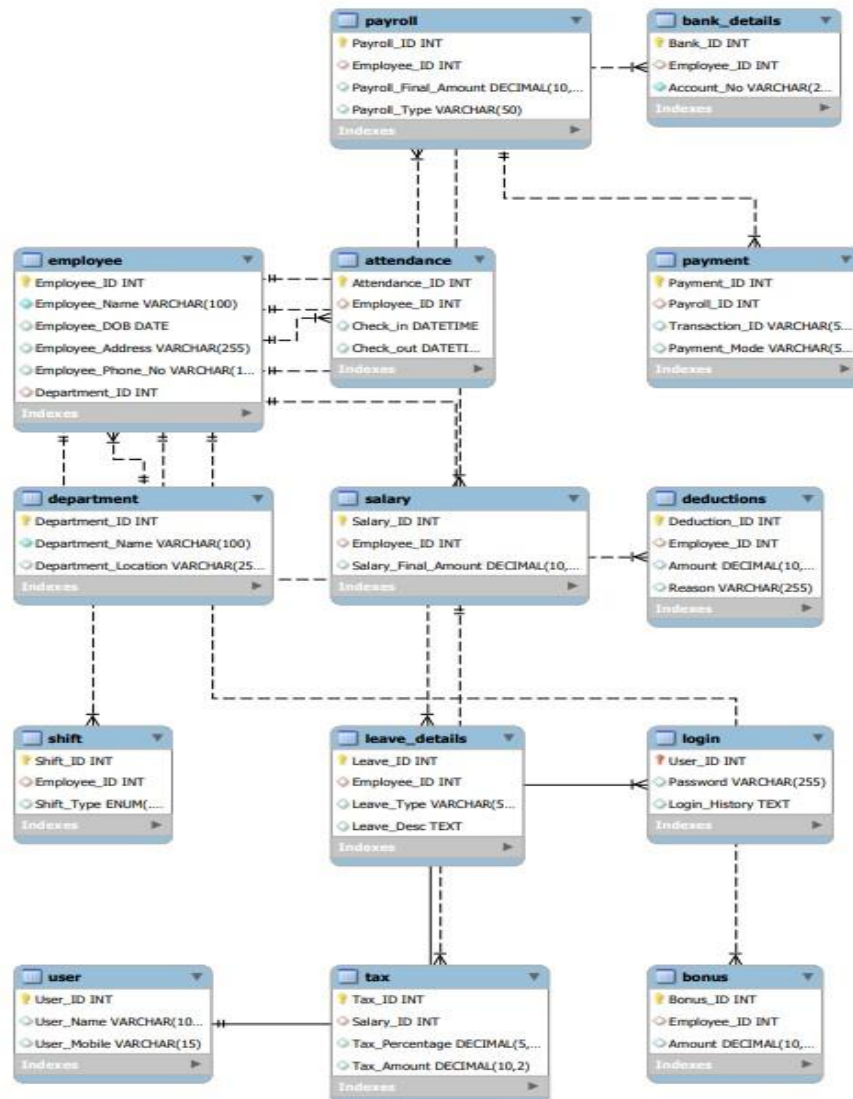 payroll
Payroll_ID INT
Employee_ID INT
Payroll_Final_Amount DECIMAL(10,...
Payroll_Type VARCHAR(50)
Indexes
bank_details
Bank_ID INT
Employee_ID INT
Account_No VARCHAR(2...
Indexes
employee
Employee_ID INT
Employee_Name VARCHAR(100)
Employee_DOB DATE
Employee_Address VARCHAR(255)
Employee_Phone_No VARCHAR(1...
Department_ID INT
Indexes
attendance
Attendance_ID INT
Employee_ID INT
Check_in DATETIME
Check_out DATETI...
Indexes
payment
Payment_ID INT
Payroll_ID INT
Transaction_ID VARCHAR(5...
Payment_Mode VARCHAR(5...
Indexes
department
Department_ID INT
Department_Name VARCHAR(100)
Department_Location VARCHAR(25...
Indexes
salary
Salary_ID INT
Employee_ID INT
Salary_Final_Amount DECIMAL(10,...
Indexes
deductions
Deduction_ID INT
Employee_ID INT
Amount DECIMAL(10,...
Reason VARCHAR(255)
Indexes
shift
Shift_ID INT
Employee_ID INT
Shift_Type ENUM(....
Indexes
leave_details
Leave_ID INT
Employee_ID INT
Leave_Type VARCHAR(5...
Leave_Desc TEXT
Indexes
login
User_ID INT
Password VARCHAR(255)
Login_History TEXT
Indexes
user
User_ID INT
User_Name VARCHAR(10...
User_Mobile VARCHAR(15)
Indexes
tax
Tax_ID INT
Salary_ID INT
Tax_Percentage DECIMAL(5,...
Tax_Amount DECIMAL(10,2)
Indexes
bonus
Bonus_ID INT
Employee_ID INT
Amount DECIMAL(10,...
Indexes